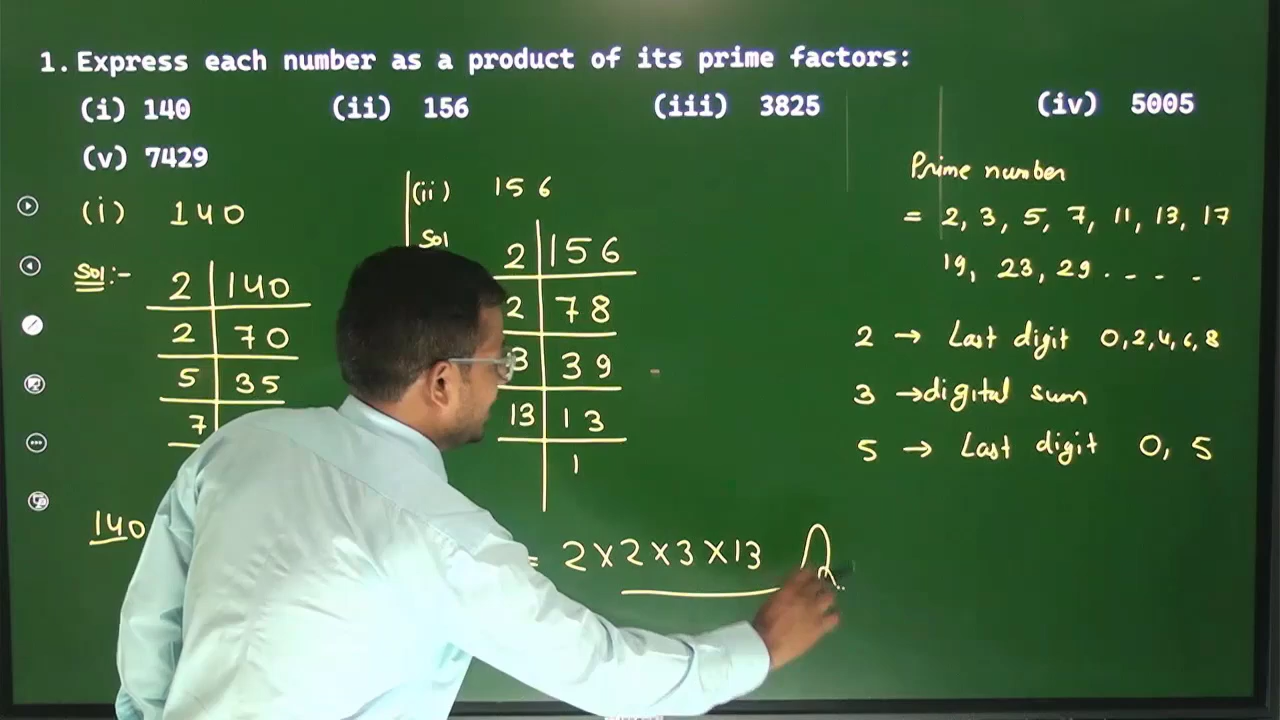 1. Express each number as a product of its prime factors:
(i) 140 (ii) 156 (iii) 3825 (iv) 5005
(v) 7429
(i) 140
Sol:-
2 | 140
2 | 70
5 | 35
7 |
140
(ii) 156
Sol
2 | 156
2 | 78
3 | 39
13 | 13
1
= 2 × 2 × 3 × 13
Prime number
= 2, 3, 5, 7, 11, 13, 17
19, 23, 29 . - - -
2 → Last digit 0,2,4,6,8
3 → digital sum
5 → Last digit 0, 5